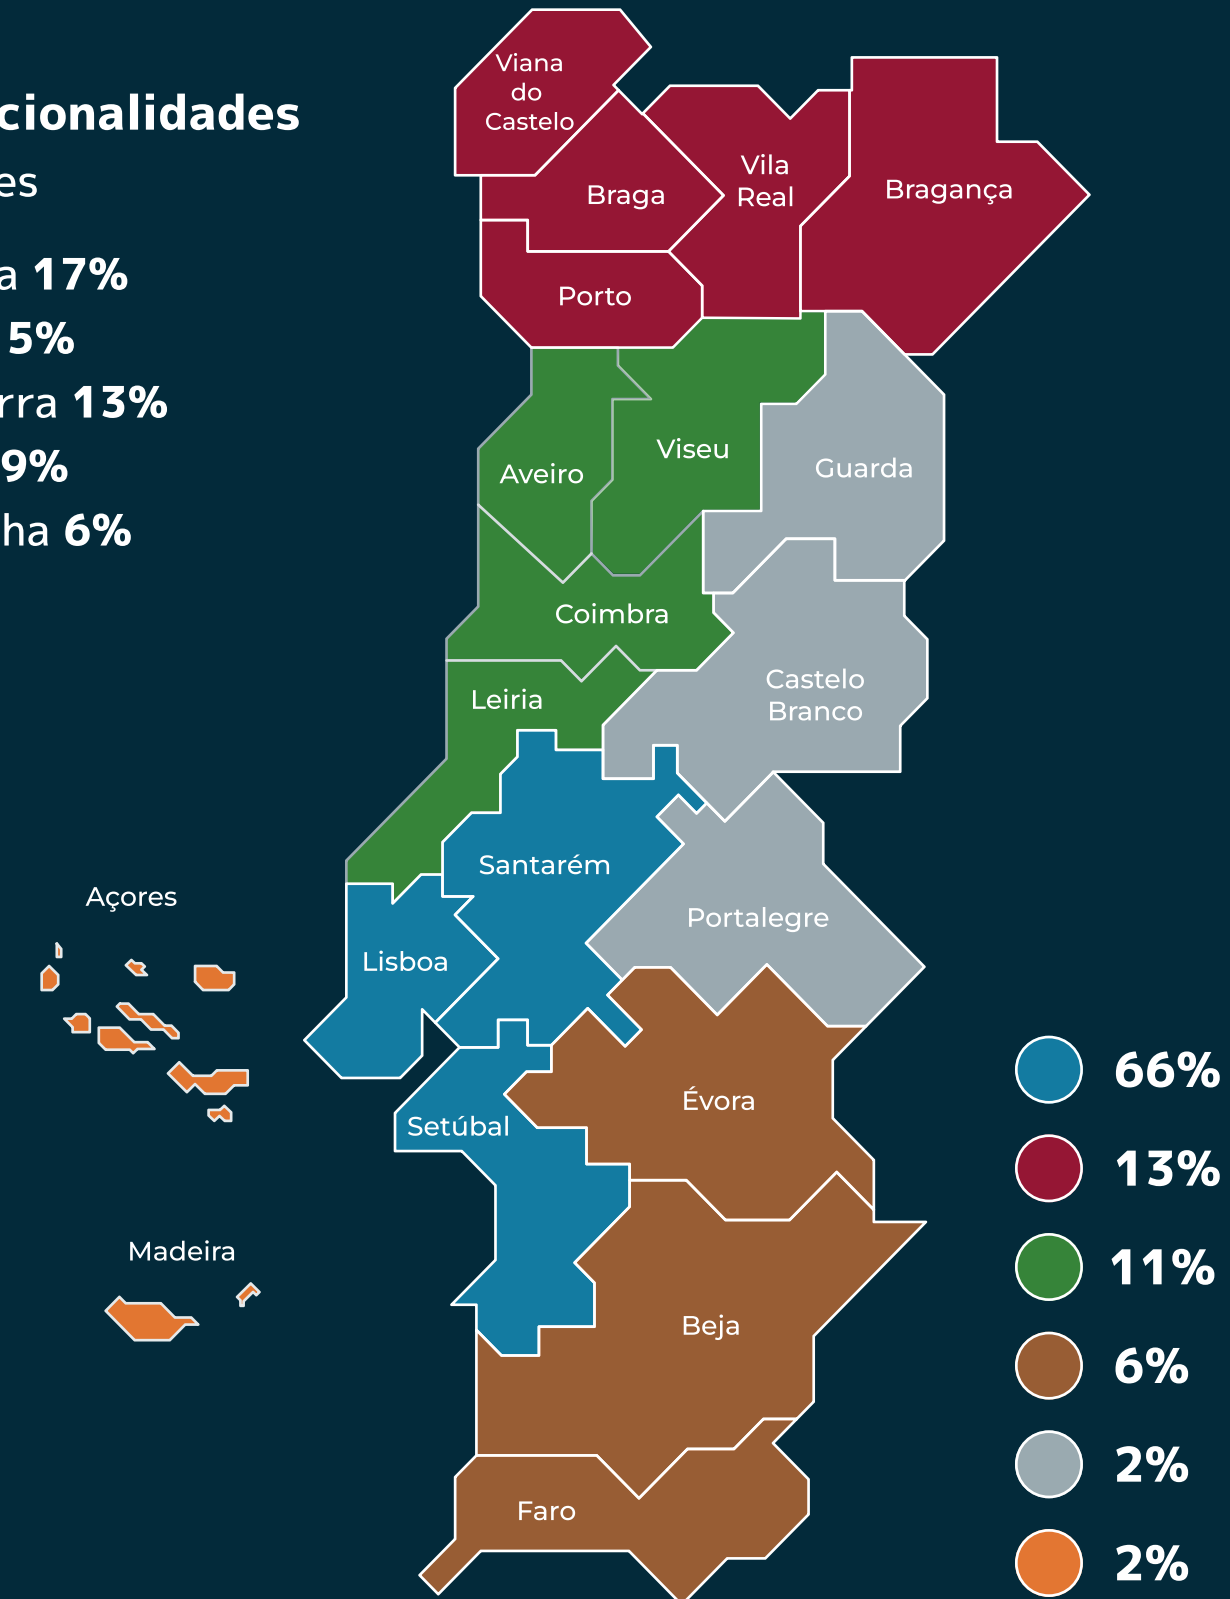 cionalidades
es
a 17%
5%
rra 13%
9%
ha 6%
Viana
do
Castelo
Braga
Vila
Real
Bragança
Porto
Aveiro
Viseu
Guarda
Coimbra
Leiria
Castelo
Branco
Santarém
Portalegre
Lisboa
Açores
Setúbal
Évora
Madeira
Beja
Faro
66%
13%
11%
6%
2%
2%